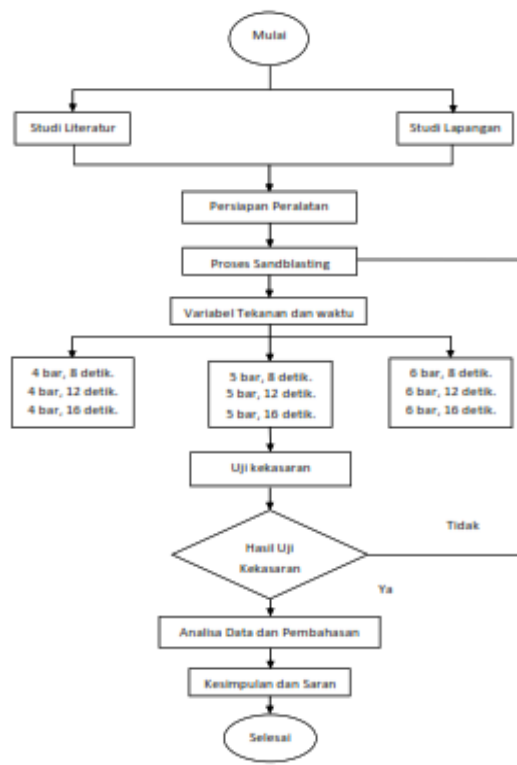 Mulai
Studi Literatur
Studi Lapangan
Persiapan Peralatan
Proses Sandblasting
Variabel Tekanan dan waktu
4 bar, 8 detik.
4 bar, 12 detik.
4 bar, 16 detik.
5 bar, 8 detik.
5 bar, 12 detik.
5 bar, 16 detik.
6 bar, 8 detik.
6 bar, 12 detik.
6 bar, 16 detik.
Uji kekasaran
Hasil Uji
Kekasaran
Tidak
Ya
Analisa Data dan Pembahasan
Kesimpulan dan Saran
Selesai